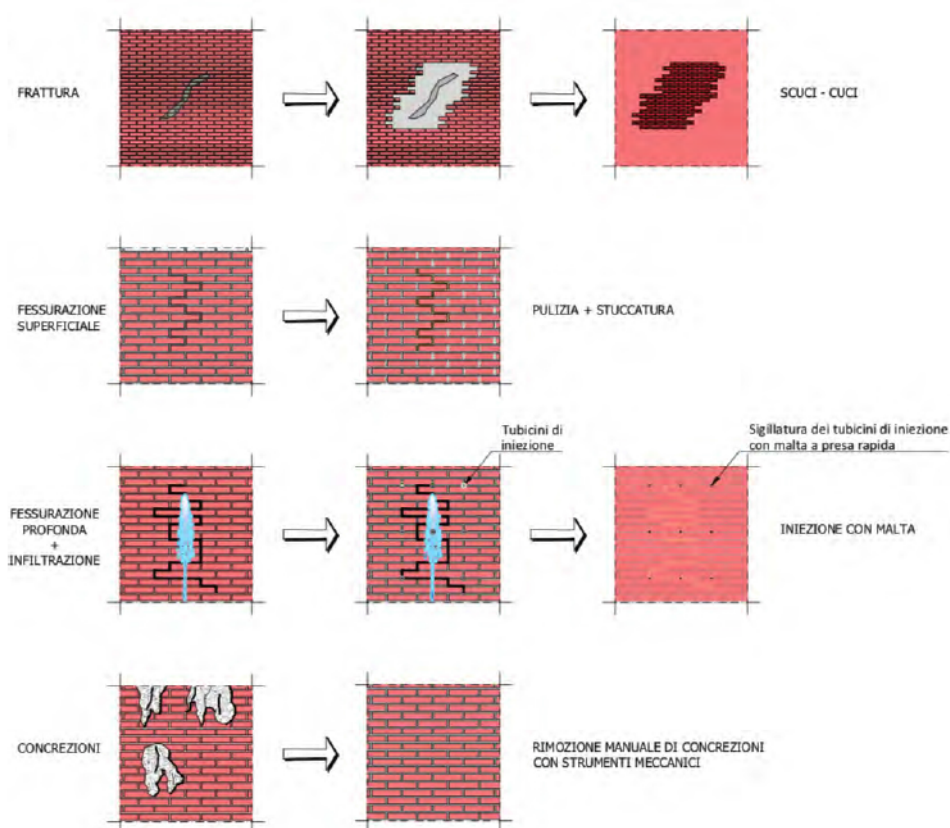 FRATTURA
SCUCI - CUCI
FESSURAZIONE
SUPERFICIALE
PULIZIA + STUCCATURA
Tubicini di
iniezione
Sigillatura dei tubicini di iniezione
con malta a presa rapida
FESSURAZIONE
PROFONDA
+
INFILTRAZIONE
INIEZIONE CON MALTA
CONCREZIONI
RIMOZIONE MANUALE DI CONCREZIONI
CON STRUMENTI MECCANICI